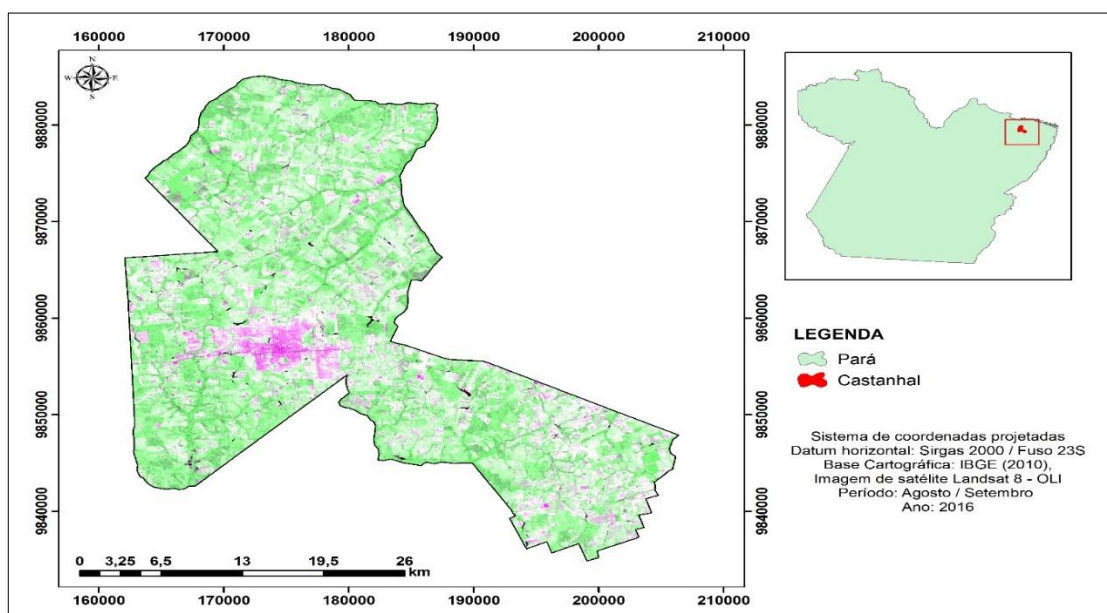 160000 170000 180000 190000 200000 210000
N
W E
S
9880000 9880000
9870000 9870000
9860000 9860000
9850000 9850000
9840000 9840000
0 3,25 6,5 13 19,5 26
km
160000 170000 180000 190000 200000 210000
LEGENDA
Pará
Castanhal
Sistema de coordenadas projetadas
Datum horizontal: Sirgas 2000 / Fuso 23S
Base Cartográfica: IBGE (2010),
Imagem de satélite Landsat 8 - OLI
Período: Agosto / Setembro
Ano: 2016